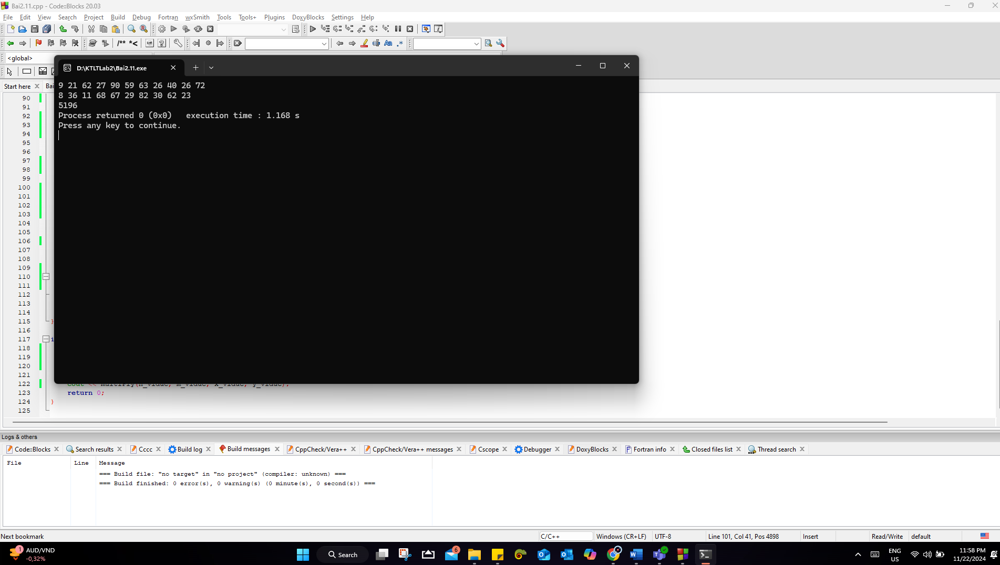 Bai2.11.cpp - Code::Blocks 20.03
File Edit View Search Project Build Debug Fortran wxSmith Tools Tools+ Plugins DoxyBlocks Settings Help
/** *<
Aa .*
<global>
D:\KTLTLab2\Bai2.11.exe
Start here Bai
9 21 62 27 90 59 63 26 40 26 72
8 36 11 68 67 29 82 30 62 23
5196
Process returned 0 (0x0) execution time : 1.168 s
Press any key to continue.
90
91
92
93
94
95
96
97
98
99
100
101
102
103
104
105
106
107
108
109
110
111
112
113
114
115 }
116
117 i
118
119
120
121
122 cout << multiply(n_value, m_value, x_value, y_value);
123 return 0;
124 }
125
Logs & others
Code::Blocks Search results Cccc Build log Build messages CppCheck/Vera++ CppCheck/Vera++ messages Cscope Debugger DoxyBlocks Fortran info Closed files list Thread search
File Line Message
=== Build file: "no target" in "no project" (compiler: unknown) ===
=== Build finished: 0 error(s), 0 warning(s) (0 minute(s), 0 second(s)) ===
Next bookmark C/C++ Windows (CR+LF) UTF-8 Line 101, Col 41, Pos 4898 Insert Read/Write default
1 AUD/VND
-0,32%
Search
6
ENG
US
11:58 PM
11/22/2024